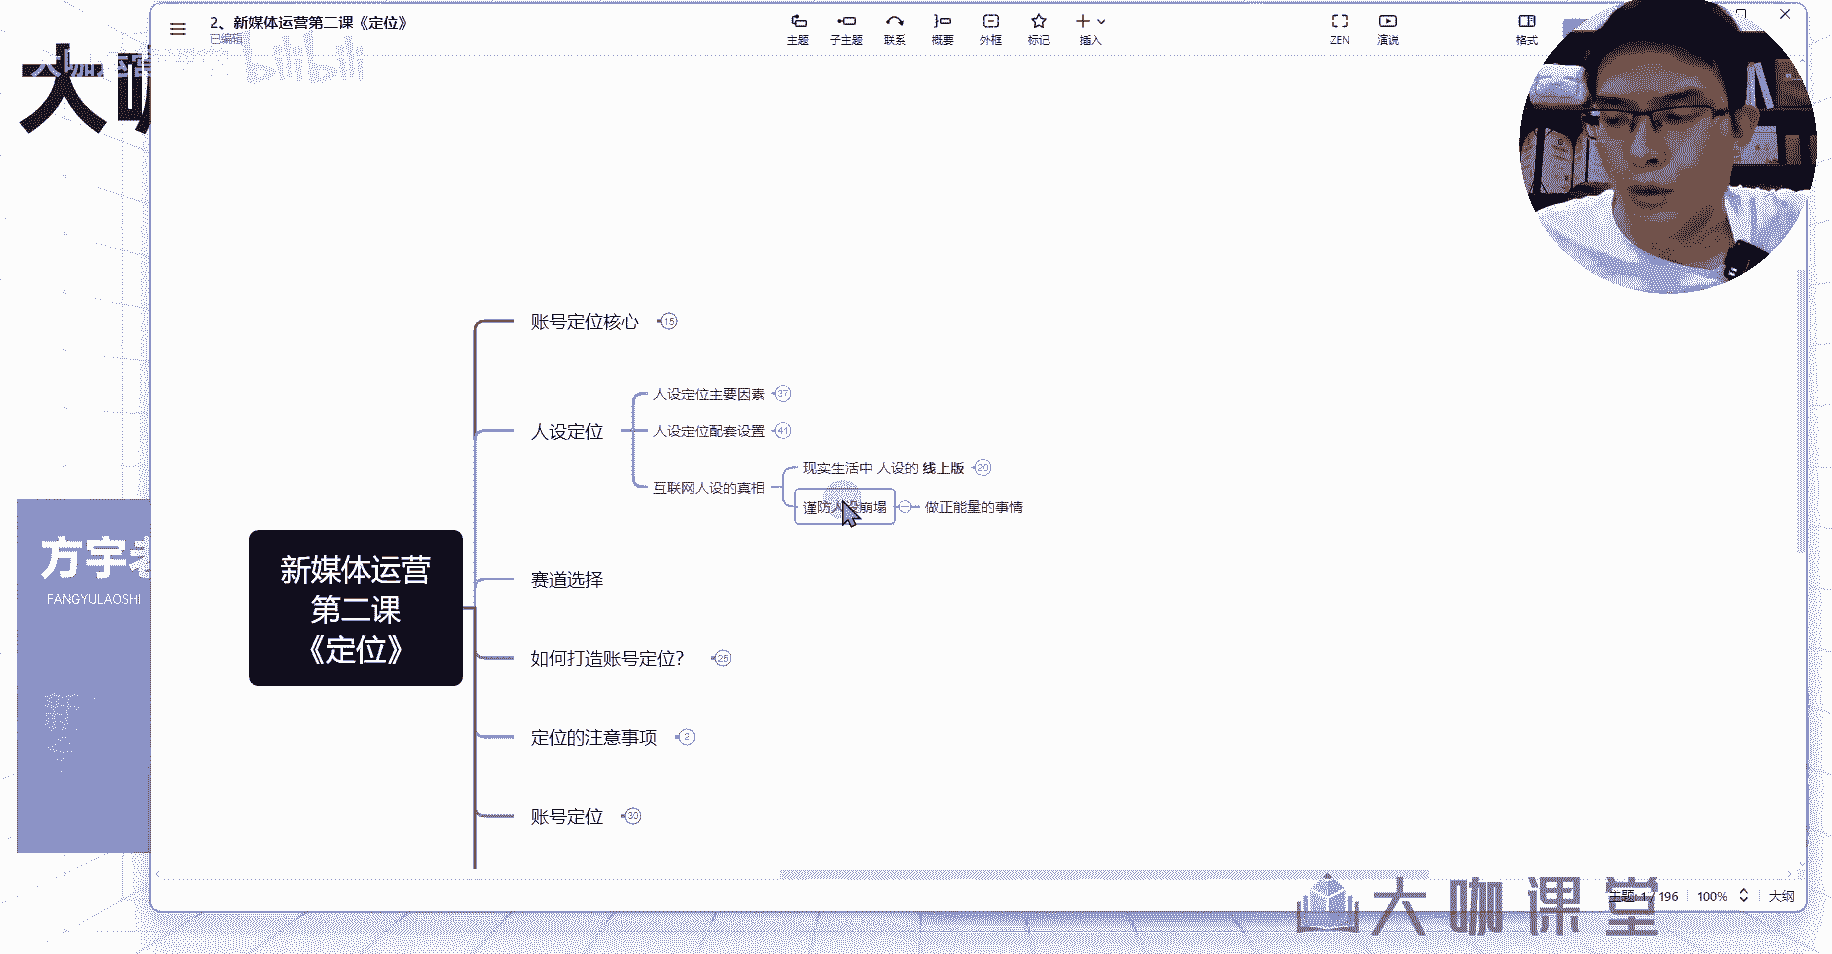 2、新媒体运营第二课《定位》
已编辑
主题
子主题
联系
概要
外框
标记
插入
ZEN
演说
格式
大咖运营
bilibili
大咖
账号定位核心 15
人设定位主要因素 37
人设定位
人设定位配套设置 41
现实生活中 人设的 线上版 20
互联网人设的真相
谨防人设崩塌
做正能量的事情
方宇老
FANGYULAOSHI
新媒体运营
第二课
《定位》
赛道选择
如何打造账号定位？ 25
定位的注意事项 2
账号定位 30
主题: 1 / 196
100%
大纲
大咖课堂